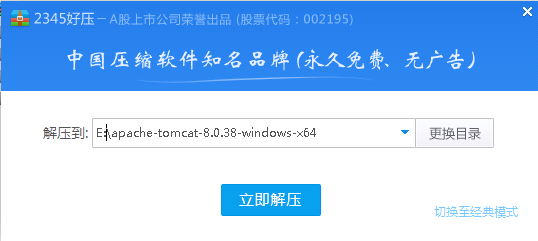 2345好压 – A股上市公司荣誉出品 (股票代码：002195)
中国压缩软件知名品牌(永久免费、无广告)
解压到: E:\apache-tomcat-8.0.38-windows-x64 更换目录
立即解压
切换至经典模式